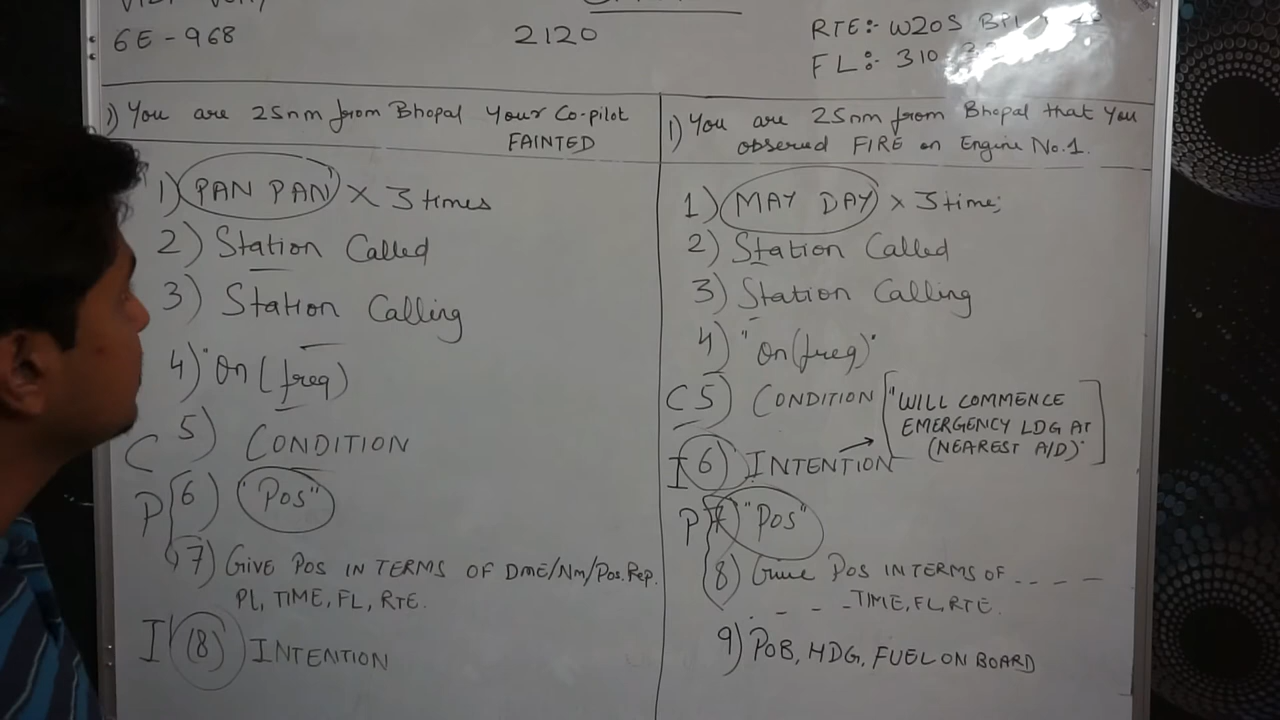 6E-968
2120
RTE:- W20S BPL
FL:- 310
1) You are 25nm from Bhopal Your Co-pilot
FAINTED
1) PAN PAN X 3 times
2) Station Called
3) Station Calling
4) "On (freq)
C 5) CONDITION
P 6) "Pos"
7) GIVE POS IN TERMS OF DME/Nm/Pos.Rep.
PL, TIME, FL, RTE.
I 8) INTENTION
1) You are 25nm from Bhopal that You
observed FIRE on Engine No.1.
1) MAY DAY X 3 time;
2) Station Called
3) Station Calling
4) "On (freq)"
C 5) CONDITION
I 6) INTENTION → "WILL COMMENCE
EMERGENCY LDG AT
(NEAREST A/D)"
P 7) "Pos"
8) Give POS IN TERMS OF - - - -
- - - TIME, FL, RTE.
9) POB, HDG, FUEL ON BOARD